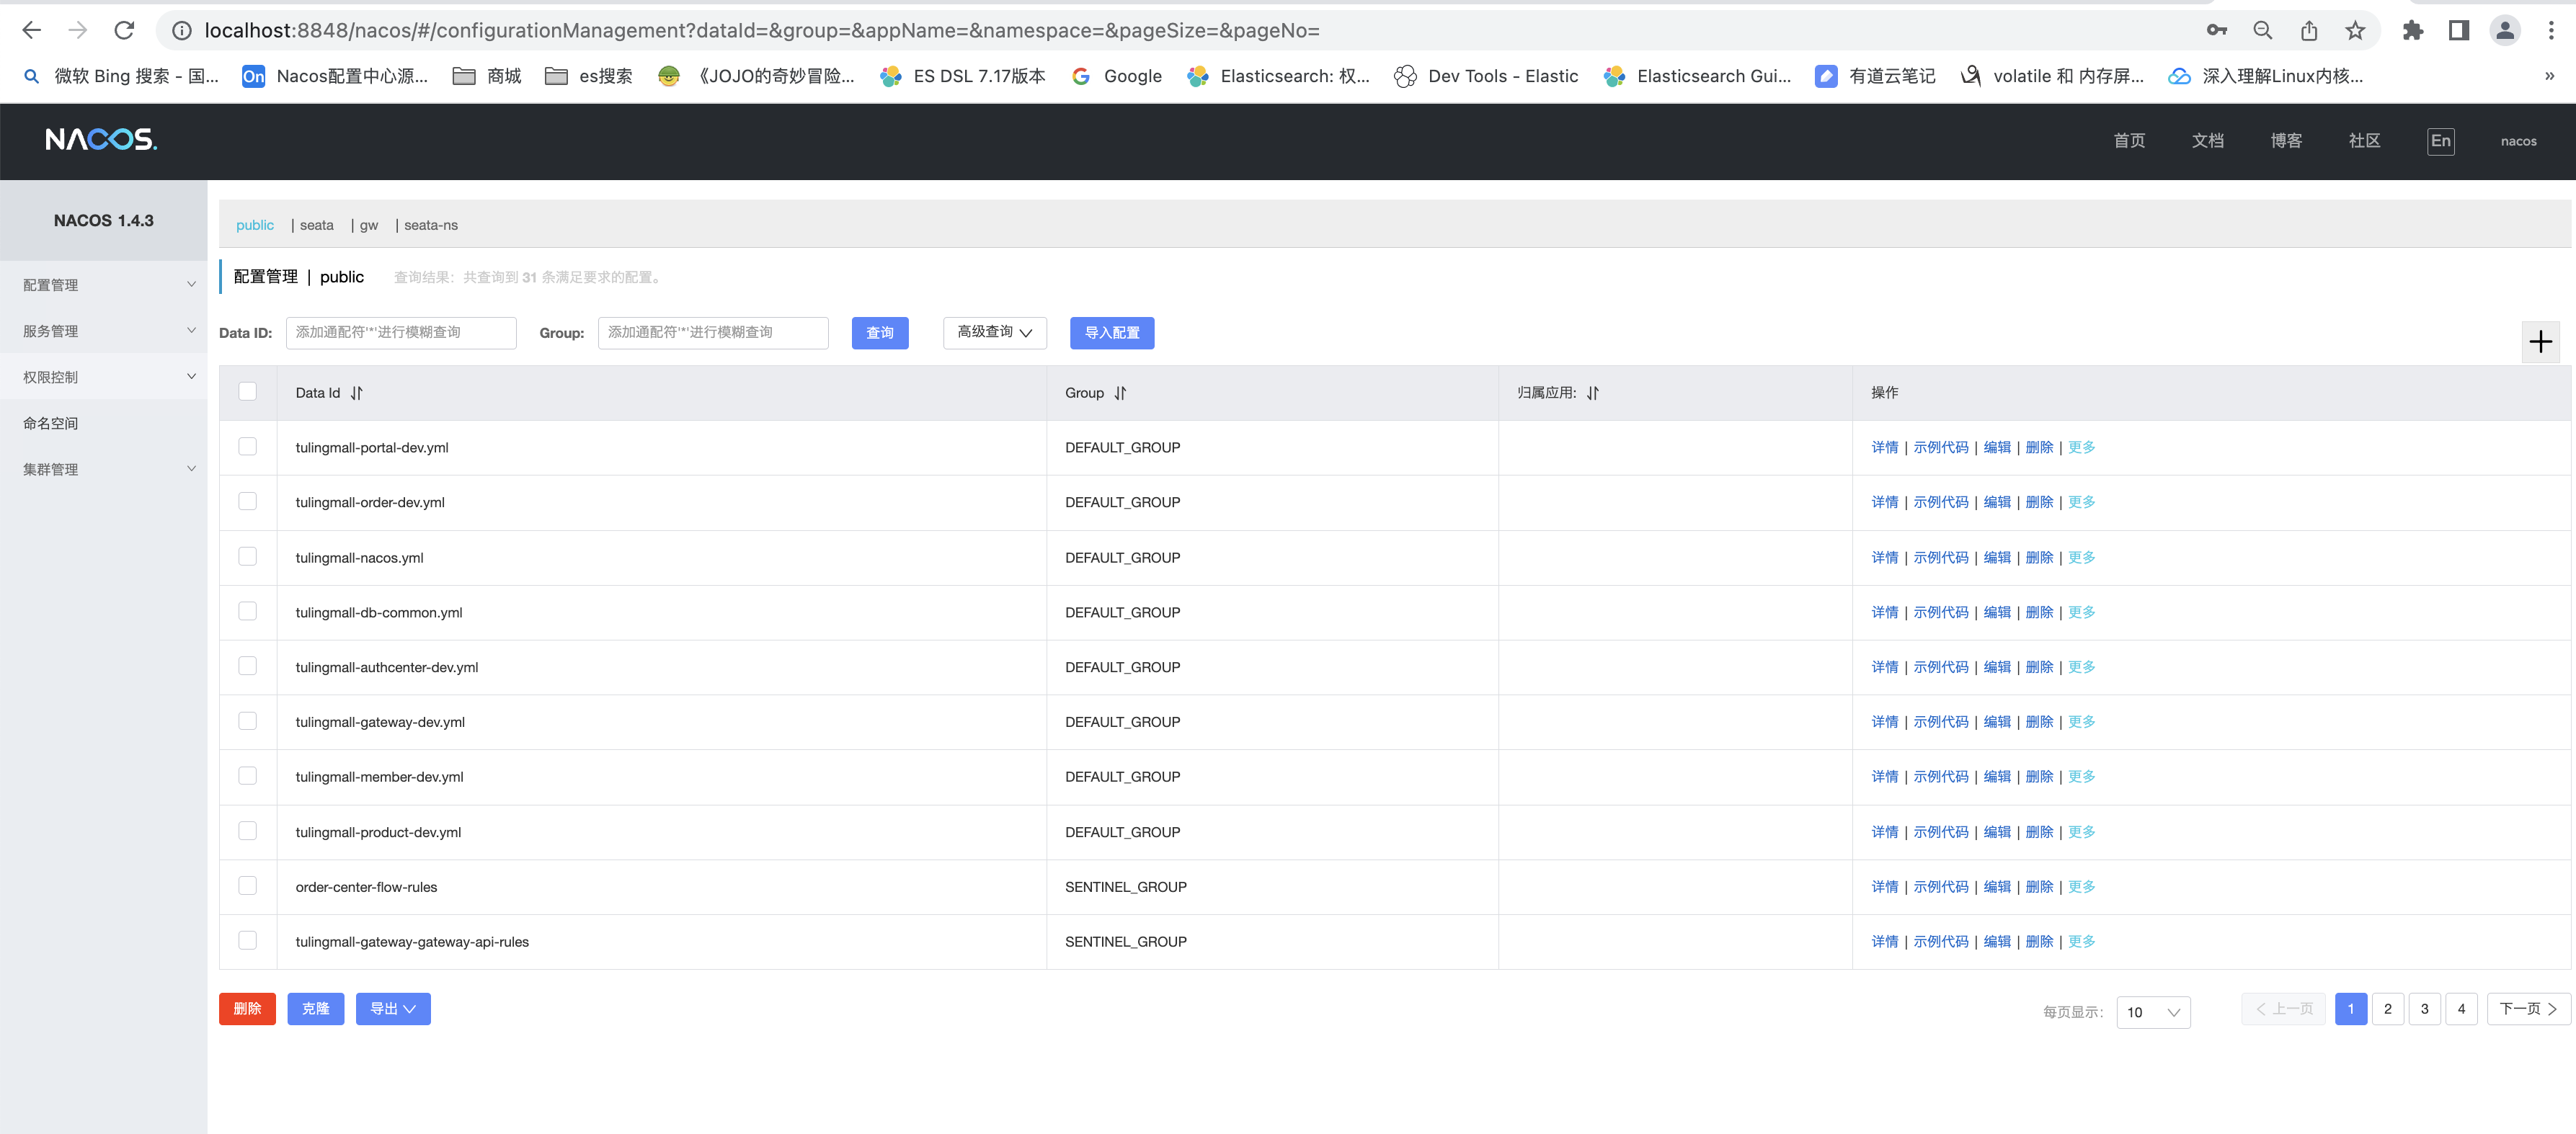 localhost:8848/nacos/#/configurationManagement?dataId=&group=&appName=&namespace=&pageSize=&pageNo=
微软 Bing 搜索 - 国... On Nacos配置中心源... 商城 es搜索 《JOJO的奇妙冒险... ES DSL 7.17版本 Google Elasticsearch: 权... Dev Tools - Elastic Elasticsearch Gui... 有道云笔记 volatile 和 内存屏... 深入理解Linux内核... »
NACOS. 首页 文档 博客 社区 En nacos
NACOS 1.4.3
配置管理
服务管理
权限控制
命名空间
集群管理
public | seata | gw | seata-ns
配置管理 | public 查询结果：共查询到 31 条满足要求的配置。
Data ID: 添加通配符'*'进行模糊查询 Group: 添加通配符'*'进行模糊查询 查询 高级查询 导入配置
Data Id Group 归属应用: 操作
tulingmall-portal-dev.yml DEFAULT_GROUP 详情 | 示例代码 | 编辑 | 删除 | 更多
tulingmall-order-dev.yml DEFAULT_GROUP 详情 | 示例代码 | 编辑 | 删除 | 更多
tulingmall-nacos.yml DEFAULT_GROUP 详情 | 示例代码 | 编辑 | 删除 | 更多
tulingmall-db-common.yml DEFAULT_GROUP 详情 | 示例代码 | 编辑 | 删除 | 更多
tulingmall-authcenter-dev.yml DEFAULT_GROUP 详情 | 示例代码 | 编辑 | 删除 | 更多
tulingmall-gateway-dev.yml DEFAULT_GROUP 详情 | 示例代码 | 编辑 | 删除 | 更多
tulingmall-member-dev.yml DEFAULT_GROUP 详情 | 示例代码 | 编辑 | 删除 | 更多
tulingmall-product-dev.yml DEFAULT_GROUP 详情 | 示例代码 | 编辑 | 删除 | 更多
order-center-flow-rules SENTINEL_GROUP 详情 | 示例代码 | 编辑 | 删除 | 更多
tulingmall-gateway-gateway-api-rules SENTINEL_GROUP 详情 | 示例代码 | 编辑 | 删除 | 更多
删除 克隆 导出 每页显示: 10 上一页 1 2 3 4 下一页